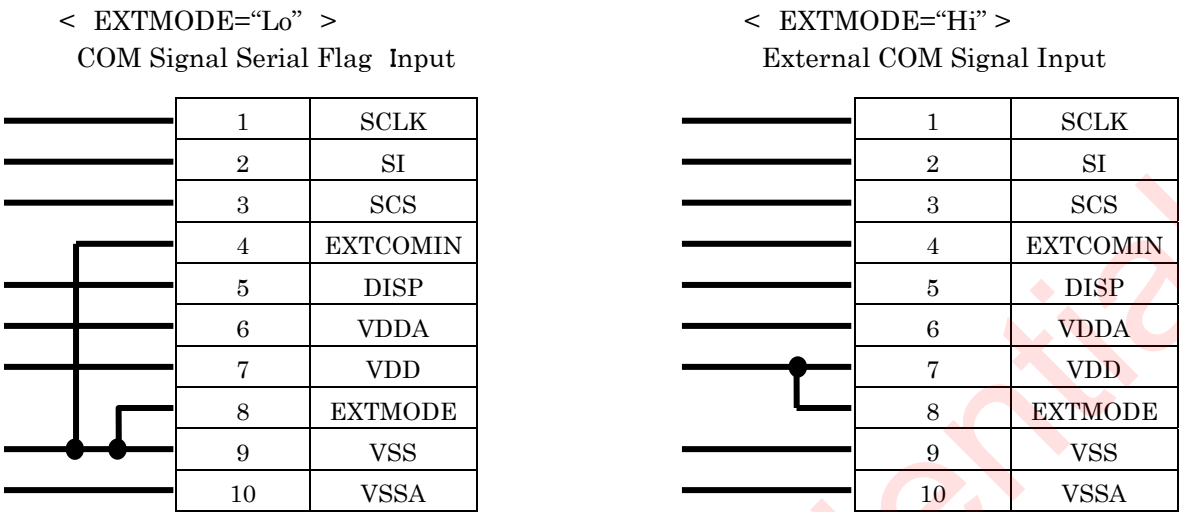 < EXTMODE=“Lo” >
COM Signal Serial Flag Input
1 SCLK
2 SI
3 SCS
4 EXTCOMIN
5 DISP
6 VDDA
7 VDD
8 EXTMODE
9 VSS
10 VSSA
< EXTMODE=“Hi” >
External COM Signal Input
1 SCLK
2 SI
3 SCS
4 EXTCOMIN
5 DISP
6 VDDA
7 VDD
8 EXTMODE
9 VSS
10 VSSA
ential